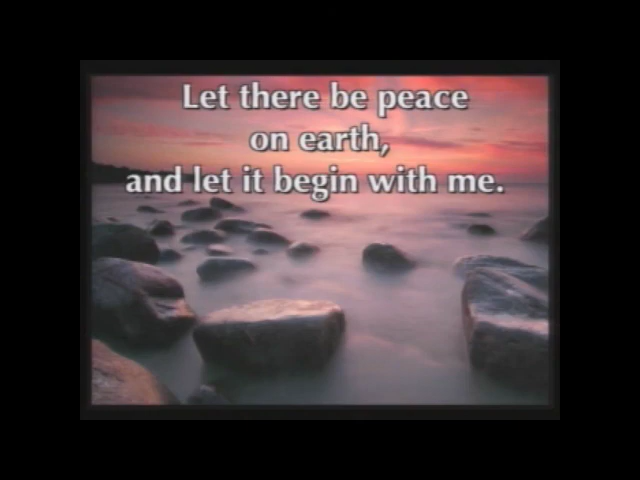 Let there be peace
on earth,
and let it begin with me.